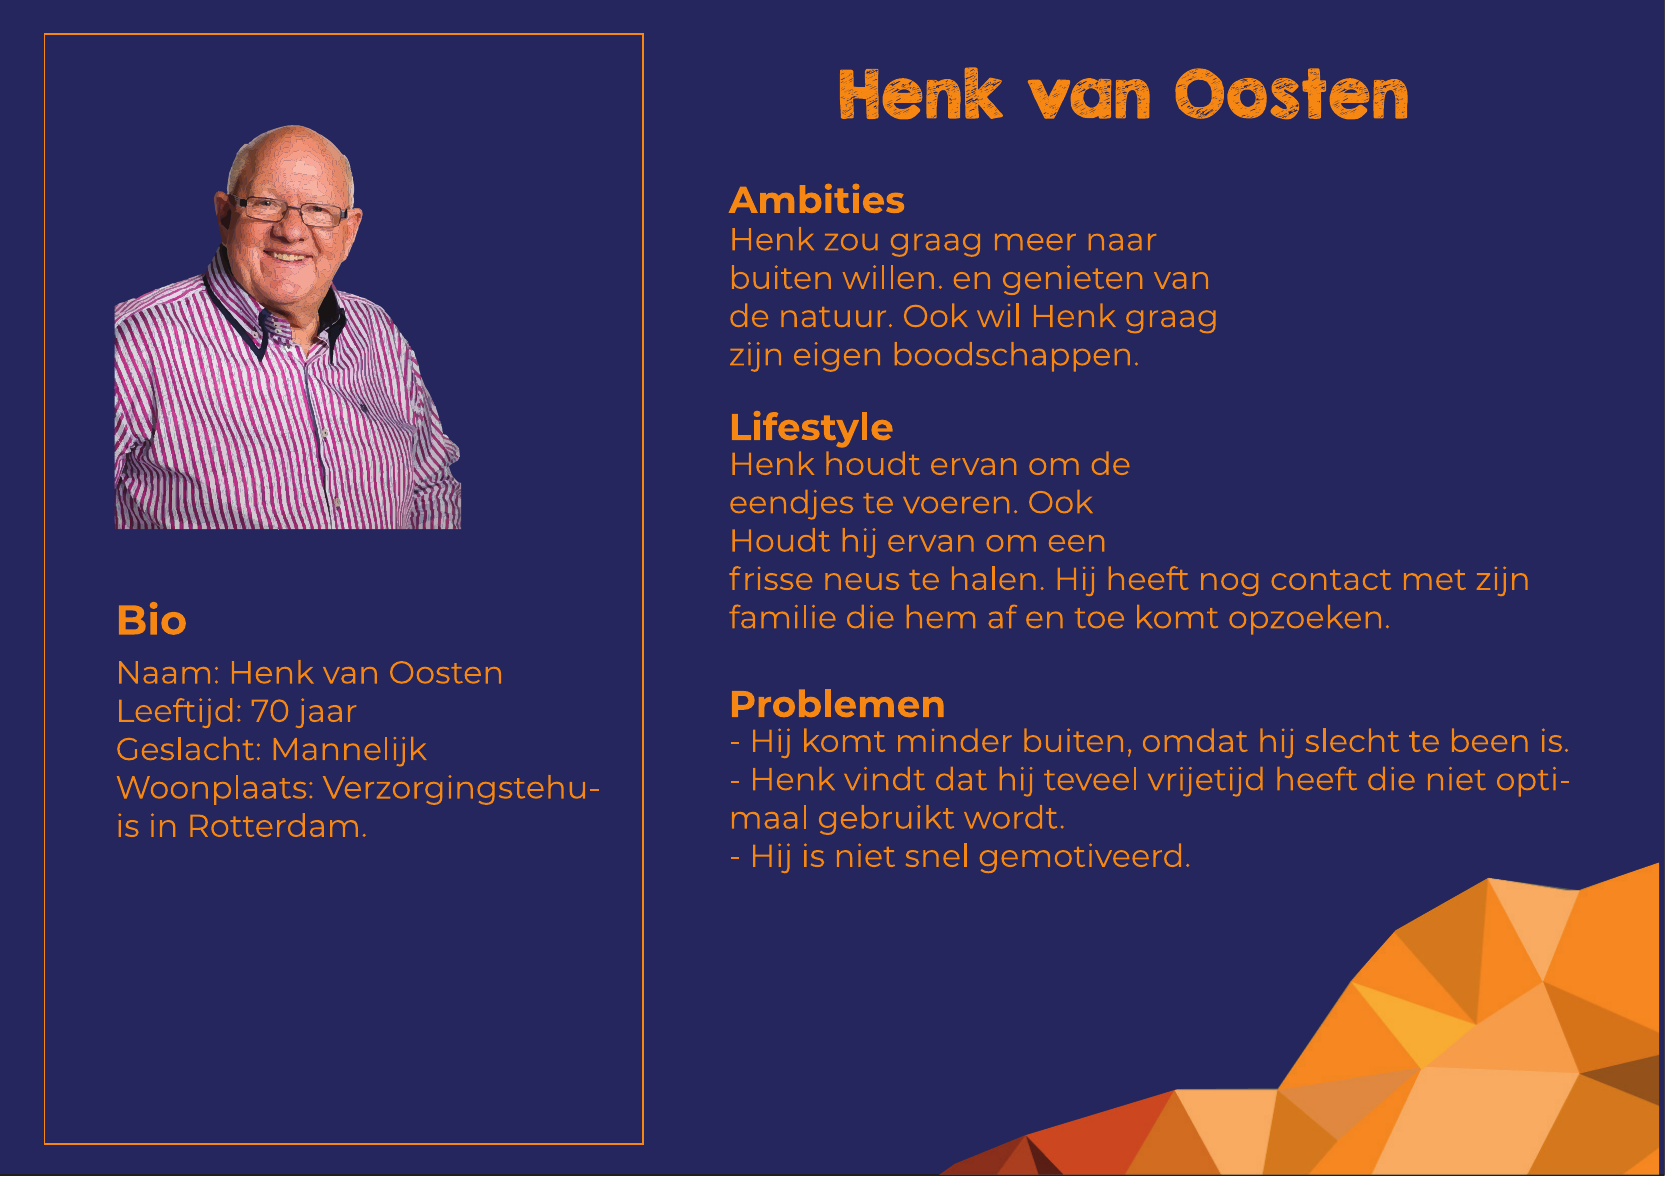 Henk van Oosten
Ambities
Henk zou graag meer naar
buiten willen. en genieten van
de natuur. Ook wil Henk graag
zijn eigen boodschappen.
Lifestyle
Henk houdt ervan om de
eendjes te voeren. Ook
Houdt hij ervan om een
frisse neus te halen. Hij heeft nog contact met zijn
familie die hem af en toe komt opzoeken.
Problemen
- Hij komt minder buiten, omdat hij slecht te been is.
- Henk vindt dat hij teveel vrijetijd heeft die niet opti-
maal gebruikt wordt.
- Hij is niet snel gemotiveerd.
Bio
Naam: Henk van Oosten
Leeftijd: 70 jaar
Geslacht: Mannelijk
Woonplaats: Verzorgingstehu-
is in Rotterdam.